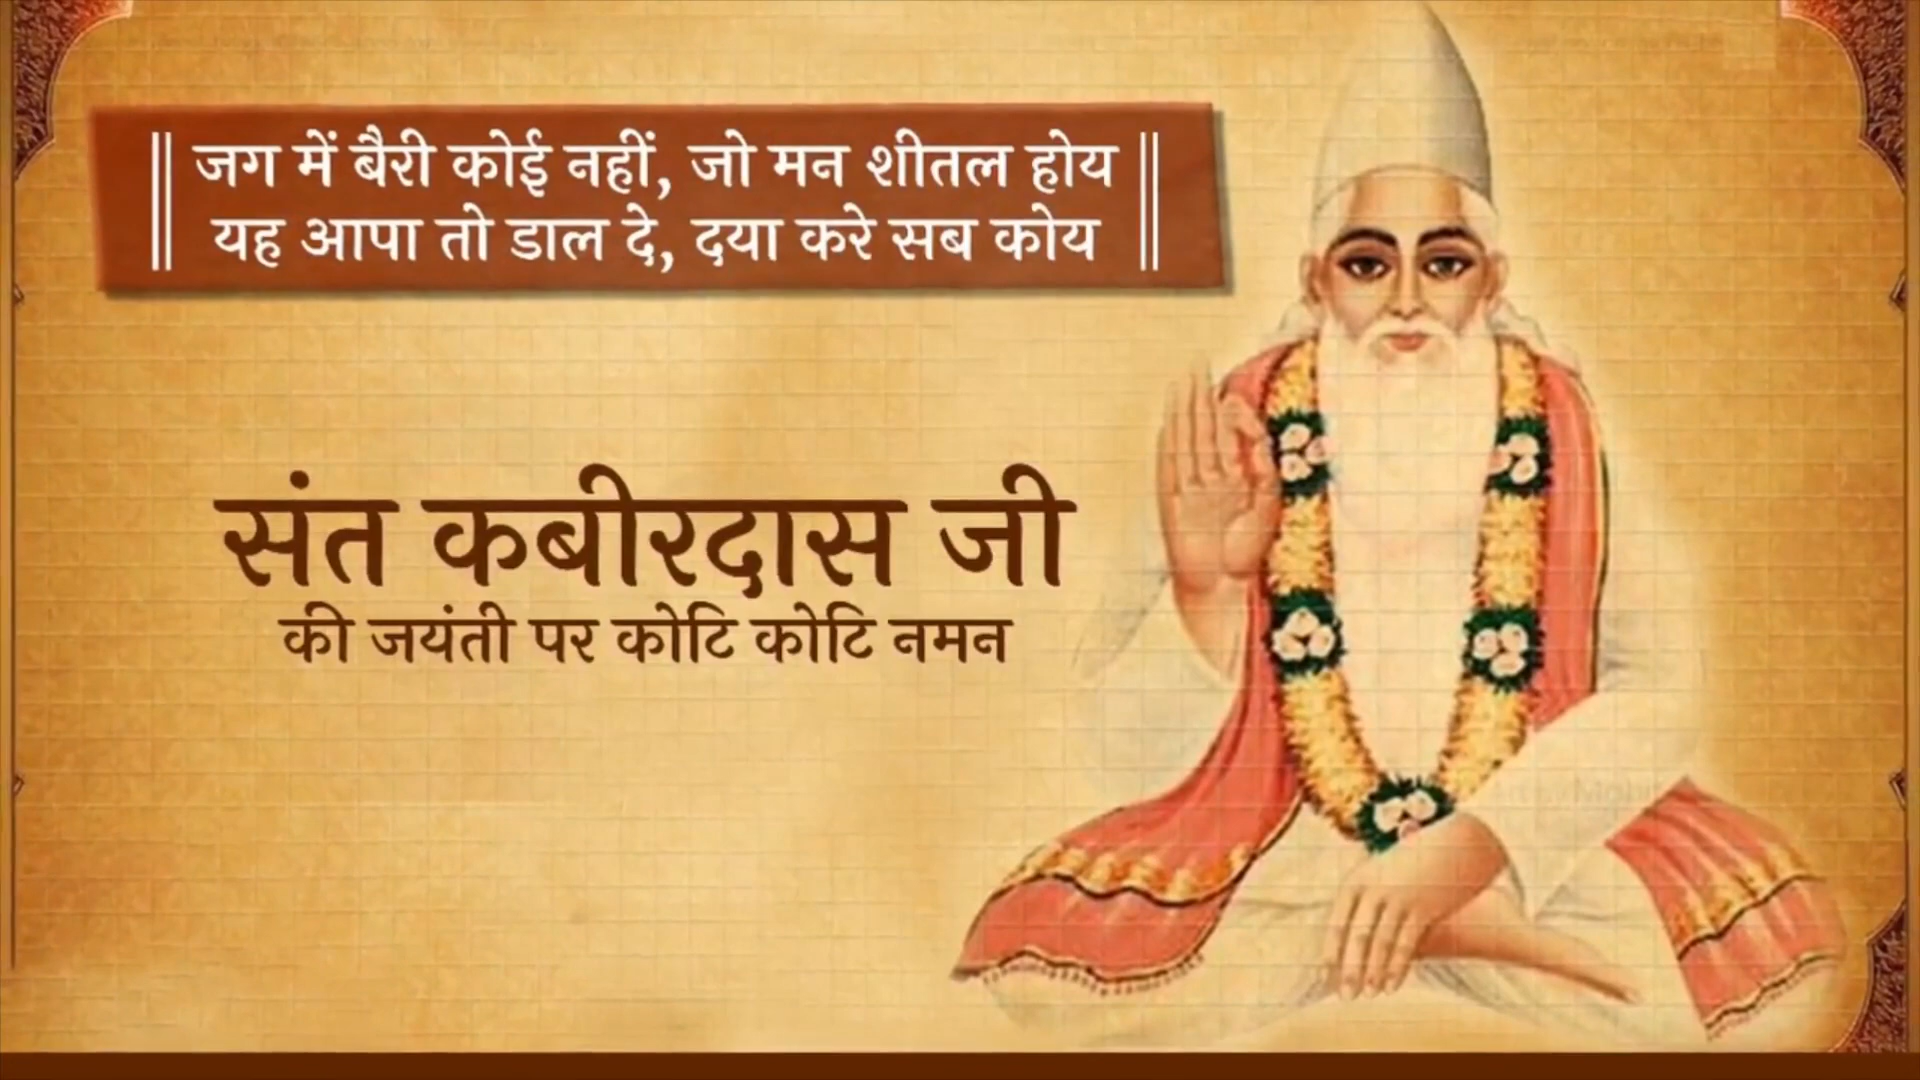 ॥ जग में बैरी कोई नहीं, जो मन शीतल होय
यह आपा तो डाल दे, दया करे सब कोय ॥
संत कबीरदास जी
की जयंती पर कोटि कोटि नमन